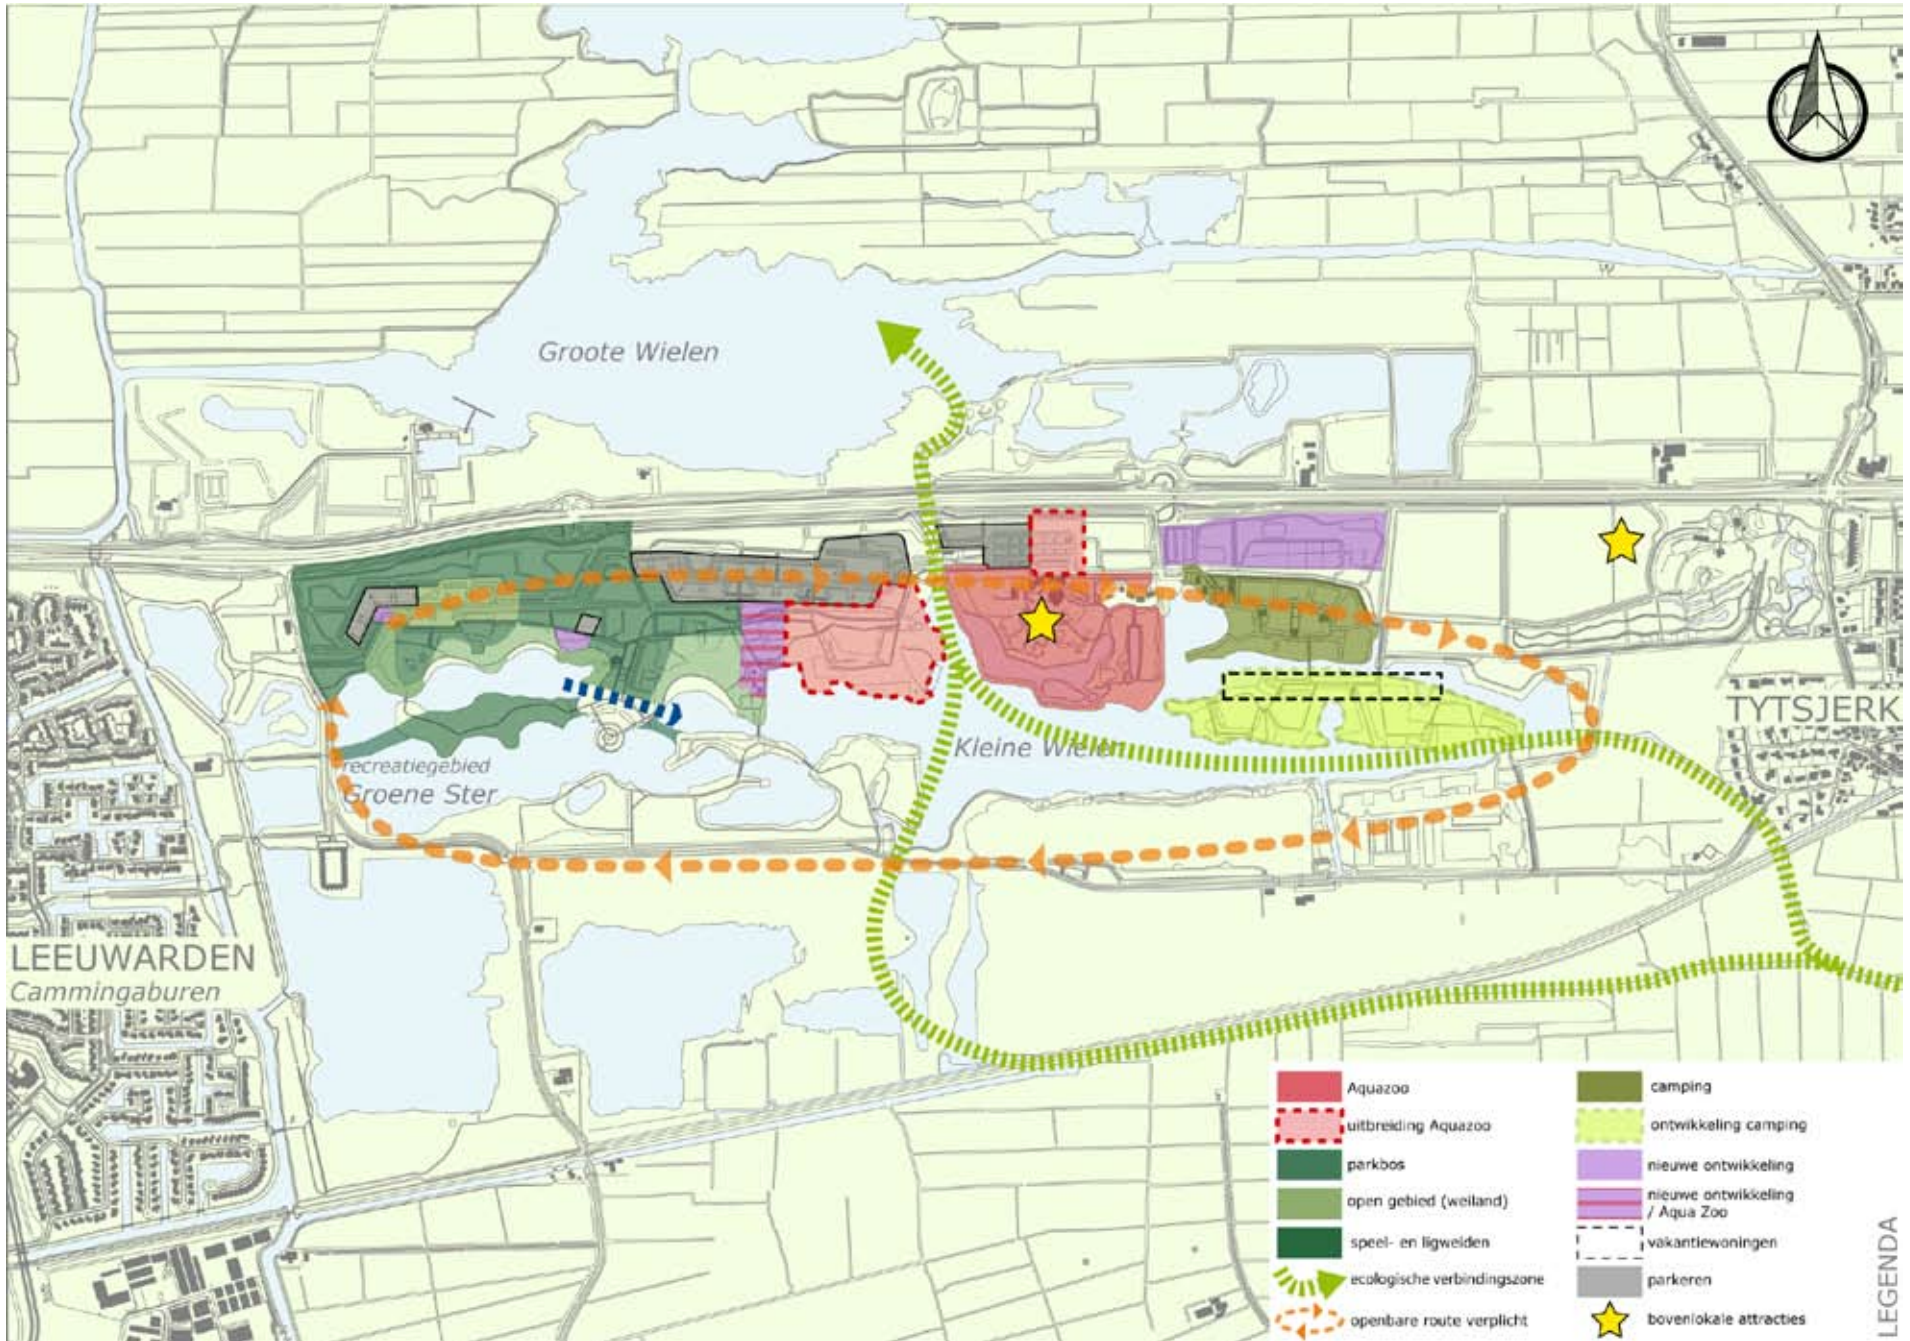 Groote Wielen
Kleine Wielen
recreatiegebied
Groene Ster
TYTSJERK
LEEUWARDEN
Cammingaburen
Aquazoo
uitbreiding Aquazoo
parkbos
open gebied (weiland)
speel- en ligweiden
ecologische verbindingszone
openbare route verplicht
camping
ontwikkeling camping
nieuwe ontwikkeling
nieuwe ontwikkeling
/ Aqua Zoo
vakantiewoningen
parkeren
bovenlokale attracties
LEGENDA